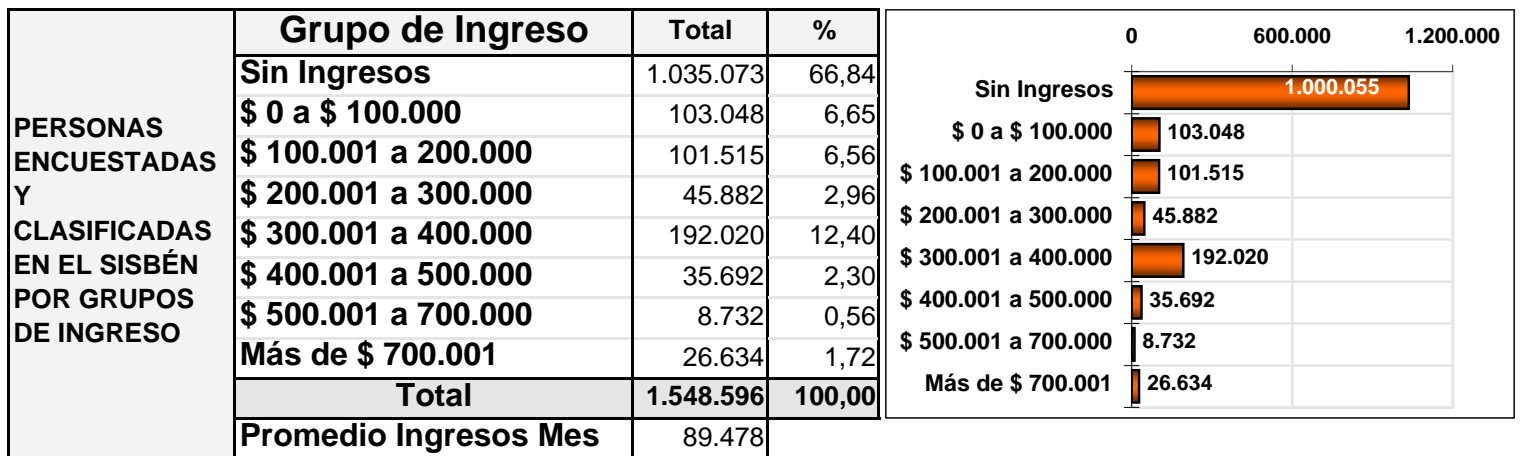 PERSONAS
ENCUESTADAS
Y
CLASIFICADAS
EN EL SISBÉN
POR GRUPOS
DE INGRESO
Grupo de Ingreso Total %
Sin Ingresos 1.035.073 66,84
$ 0 a $ 100.000 103.048 6,65
$ 100.001 a 200.000 101.515 6,56
$ 200.001 a 300.000 45.882 2,96
$ 300.001 a 400.000 192.020 12,40
$ 400.001 a 500.000 35.692 2,30
$ 500.001 a 700.000 8.732 0,56
Más de $ 700.001 26.634 1,72
Total 1.548.596 100,00
Promedio Ingresos Mes 89.478
0 600.000 1.200.000
Sin Ingresos 1.000.055
$ 0 a $ 100.000 103.048
$ 100.001 a 200.000 101.515
$ 200.001 a 300.000 45.882
$ 300.001 a 400.000 192.020
$ 400.001 a 500.000 35.692
$ 500.001 a 700.000 8.732
Más de $ 700.001 26.634